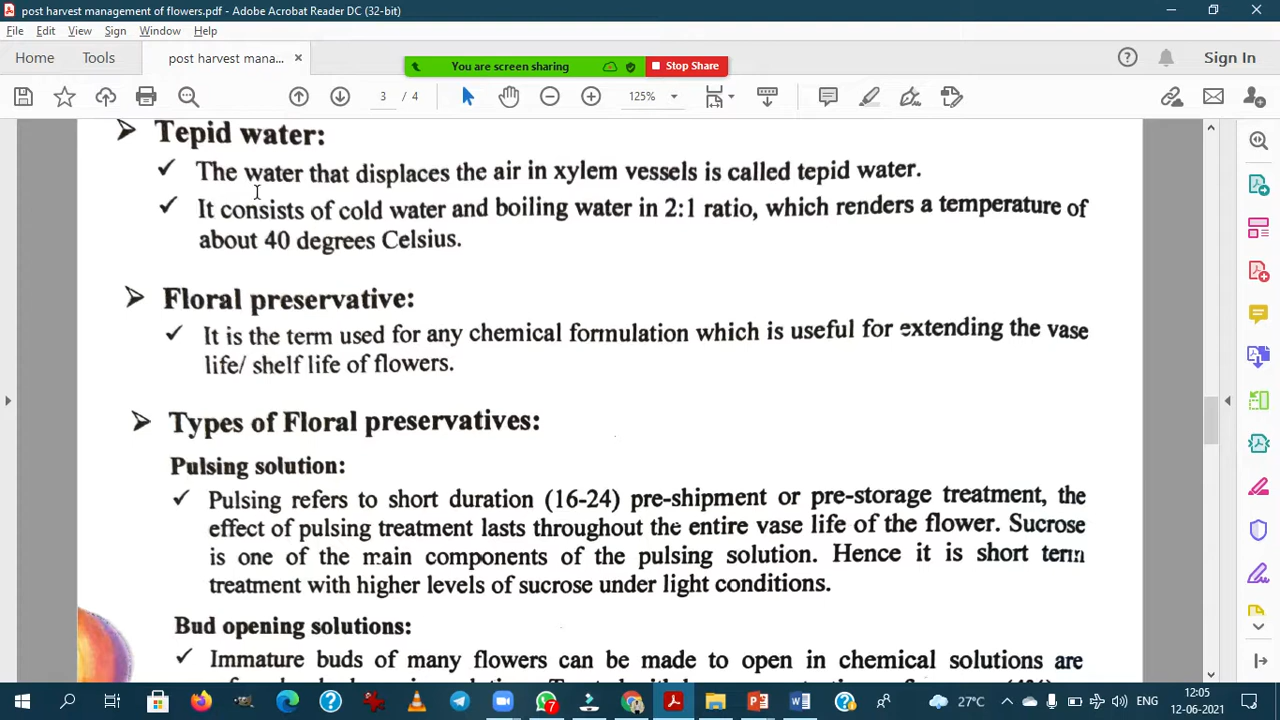 post harvest management of flowers.pdf - Adobe Acrobat Reader DC (32-bit)
File Edit View Sign Window Help
Home Tools post harvest mana... × Sign In
You are screen sharing Stop Share
3 / 4 125%
Tepid water:
The water that displaces the air in xylem vessels is called tepid water.
It consists of cold water and boiling water in 2:1 ratio, which renders a temperature of
about 40 degrees Celsius.
Floral preservative:
It is the term used for any chemical formulation which is useful for extending the vase
life/ shelf life of flowers.
Types of Floral preservatives:
Pulsing solution:
Pulsing refers to short duration (16-24) pre-shipment or pre-storage treatment, the
effect of pulsing treatment lasts throughout the entire vase life of the flower. Sucrose
is one of the main components of the pulsing solution. Hence it is short term
treatment with higher levels of sucrose under light conditions.
Bud opening solutions:
Immature buds of many flowers can be made to open in chemical solutions are
27°C ENG 12:05
12-06-2021